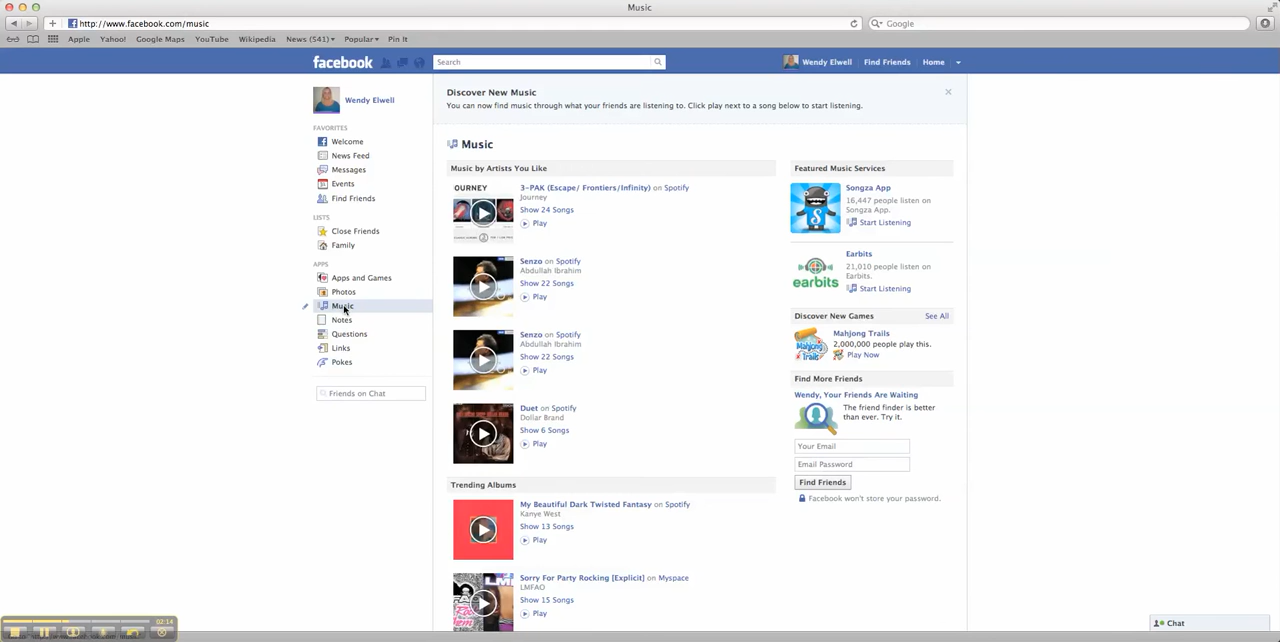 Music
http://www.facebook.com/music
Google
Apple Yahoo! Google Maps YouTube Wikipedia News (541) Popular Pin It
facebook
Search
Wendy Elwell Find Friends Home
Wendy Elwell
FAVORITES
Welcome
News Feed
Messages
Events
Find Friends
LISTS
Close Friends
Family
APPS
Apps and Games
Photos
Music
Notes
Questions
Links
Pokes
Friends on Chat
Discover New Music
You can now find music through what your friends are listening to. Click play next to a song below to start listening.
Music
Music by Artists You Like
OURNEY
3-PAK (Escape/ Frontiers/Infinity) on Spotify
Journey
Show 24 Songs
Play
Senzo on Spotify
Abdullah Ibrahim
Show 22 Songs
Play
Senzo on Spotify
Abdullah Ibrahim
Show 22 Songs
Play
Duet on Spotify
Dollar Brand
Show 6 Songs
Play
Trending Albums
My Beautiful Dark Twisted Fantasy on Spotify
Kanye West
Show 13 Songs
Play
Sorry For Party Rocking [Explicit] on Myspace
LMFAO
Show 15 Songs
Play
Featured Music Services
Songza App
16,447 people listen on
Songza App.
Start Listening
earbits
Earbits
21,010 people listen on
Earbits.
Start Listening
Discover New Games See All
Mahjong Trails
Mahjong Trails
2,000,000 people play this.
Play Now
Find More Friends
Wendy, Your Friends Are Waiting
The friend finder is better
than ever. Try it.
Your Email
Email Password
Find Friends
Facebook won't store your password.
Chat
02:14